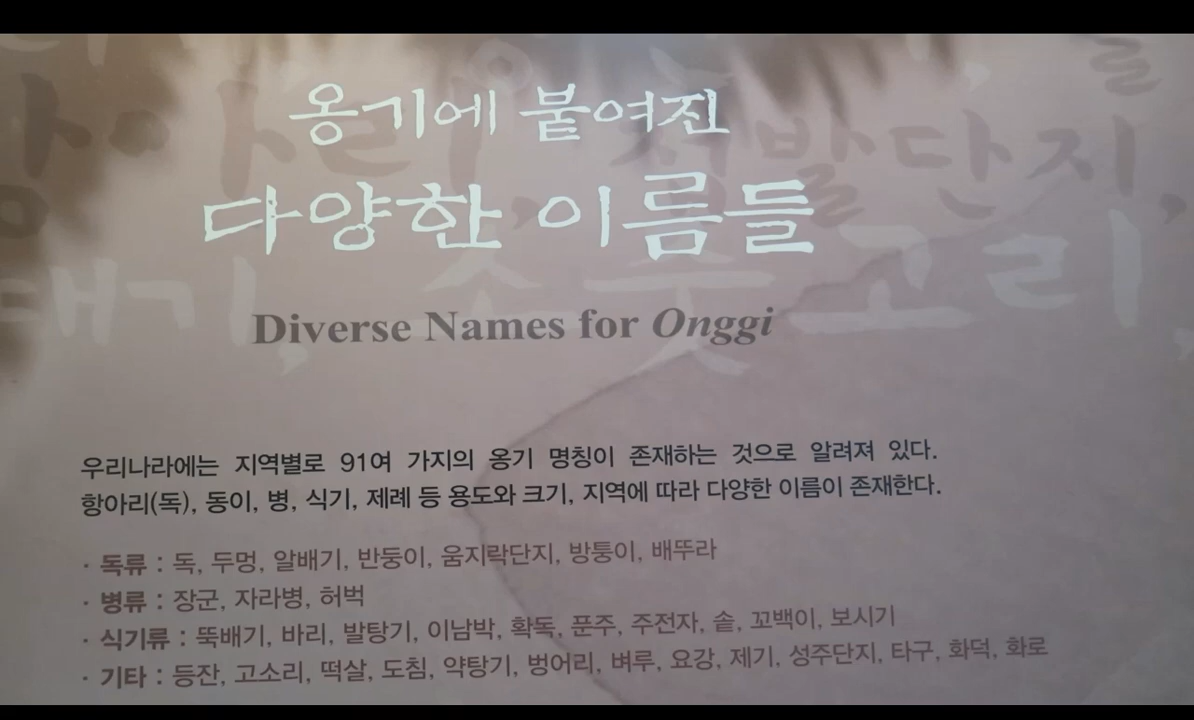 옹기에 붙여진
다양한 이름들
Diverse Names for Onggi
우리나라에는 지역별로 91여 가지의 옹기 명칭이 존재하는 것으로 알려져 있다.
항아리(독), 동이, 병, 식기, 제례 등 용도와 크기, 지역에 따라 다양한 이름이 존재한다.
· 독류 : 독, 두멍, 알배기, 반둥이, 움지락단지, 방퉁이, 배뚜라
· 병류 : 장군, 자라병, 허벅
· 식기류 : 뚝배기, 바리, 발탕기, 이남박, 확독, 푼주, 주전자, 솥, 꼬백이, 보시기
· 기타 : 등잔, 고소리, 떡살, 도침, 약탕기, 벙어리, 벼루, 요강, 제기, 성주단지, 타구, 화덕, 화로